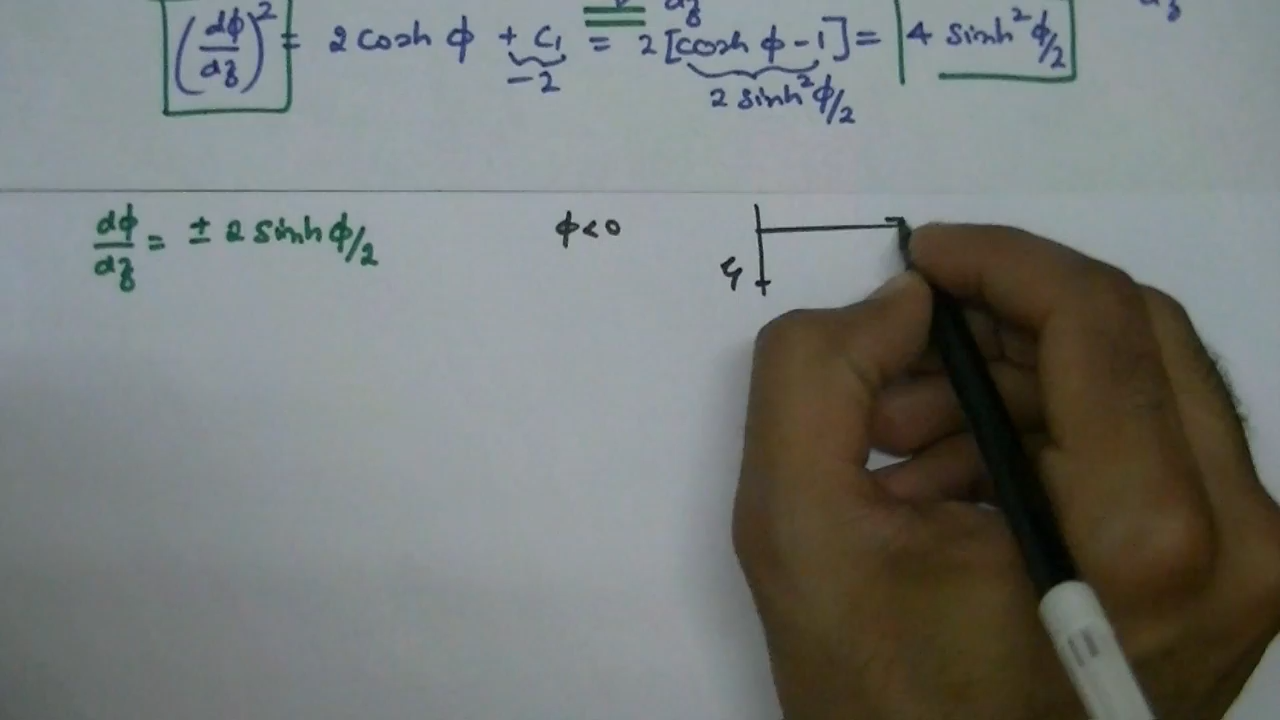 (dϕ/dz)² = 2 cosh ϕ + C₁ = 2 [cosh ϕ - 1] = 4 sinh² ϕ/2
-2 2 sinh² ϕ/2
dϕ/dz = ± 2 sinh ϕ/2 ϕ < 0